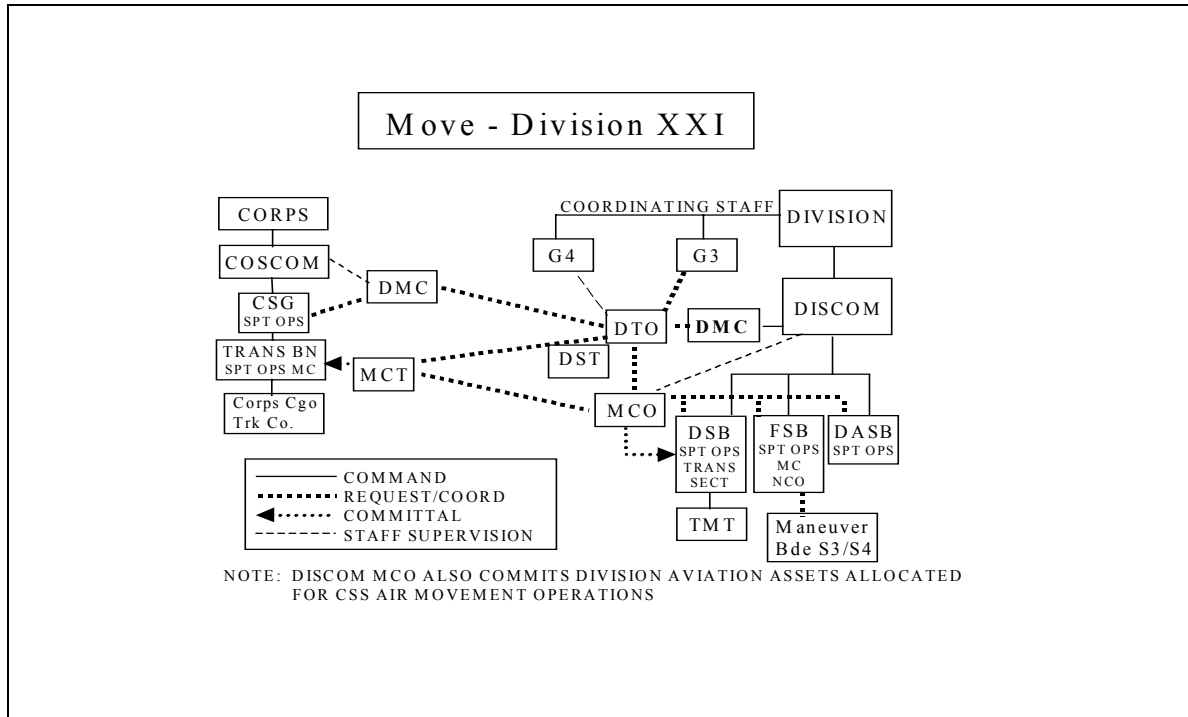 Move - Division XXI
CORPS
COSCOM
CSG
SPT OPS
TRANS BN
SPT OPS MC
Corps Cgo
Trk Co.
DMC
MCT
COORDINATING STAFF
G4
G3
DTO
DST
DMC
MCO
DIVISION
DISCOM
DSB
SPT OPS
TRANS
SECT
TMT
FSB
SPT OPS
MC
NCO
Maneuver
Bde S3/S4
DASB
SPT OPS
COMMAND
REQUEST/COORD
COMMITTAL
STAFF SUPERVISION
NOTE: DISCOM MCO ALSO COMMITS DIVISION AVIATION ASSETS ALLOCATED
FOR CSS AIR MOVEMENT OPERATIONS